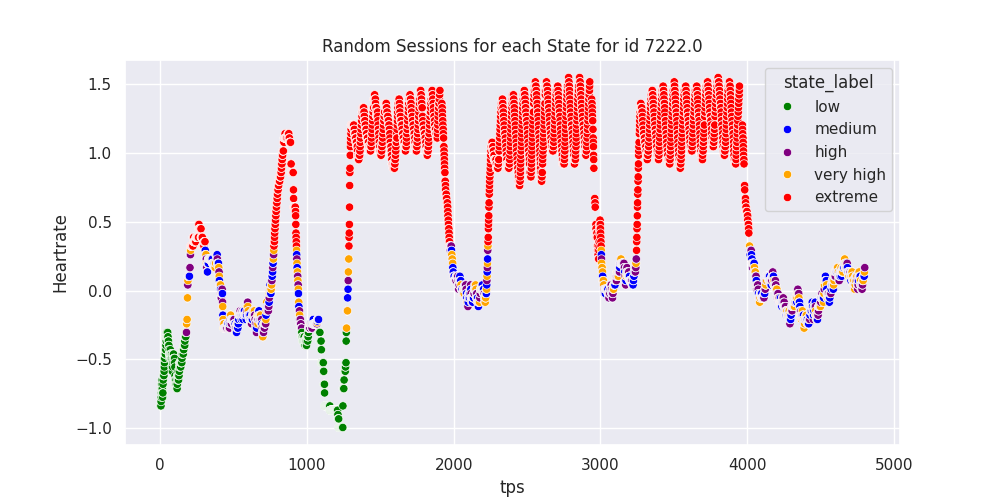 Random Sessions for each State for id 7222.0
state_label
low
medium
high
very high
extreme
Heartrate
1.5
1.0
0.5
0.0
−0.5
−1.0
0 1000 2000 3000 4000 5000
tps